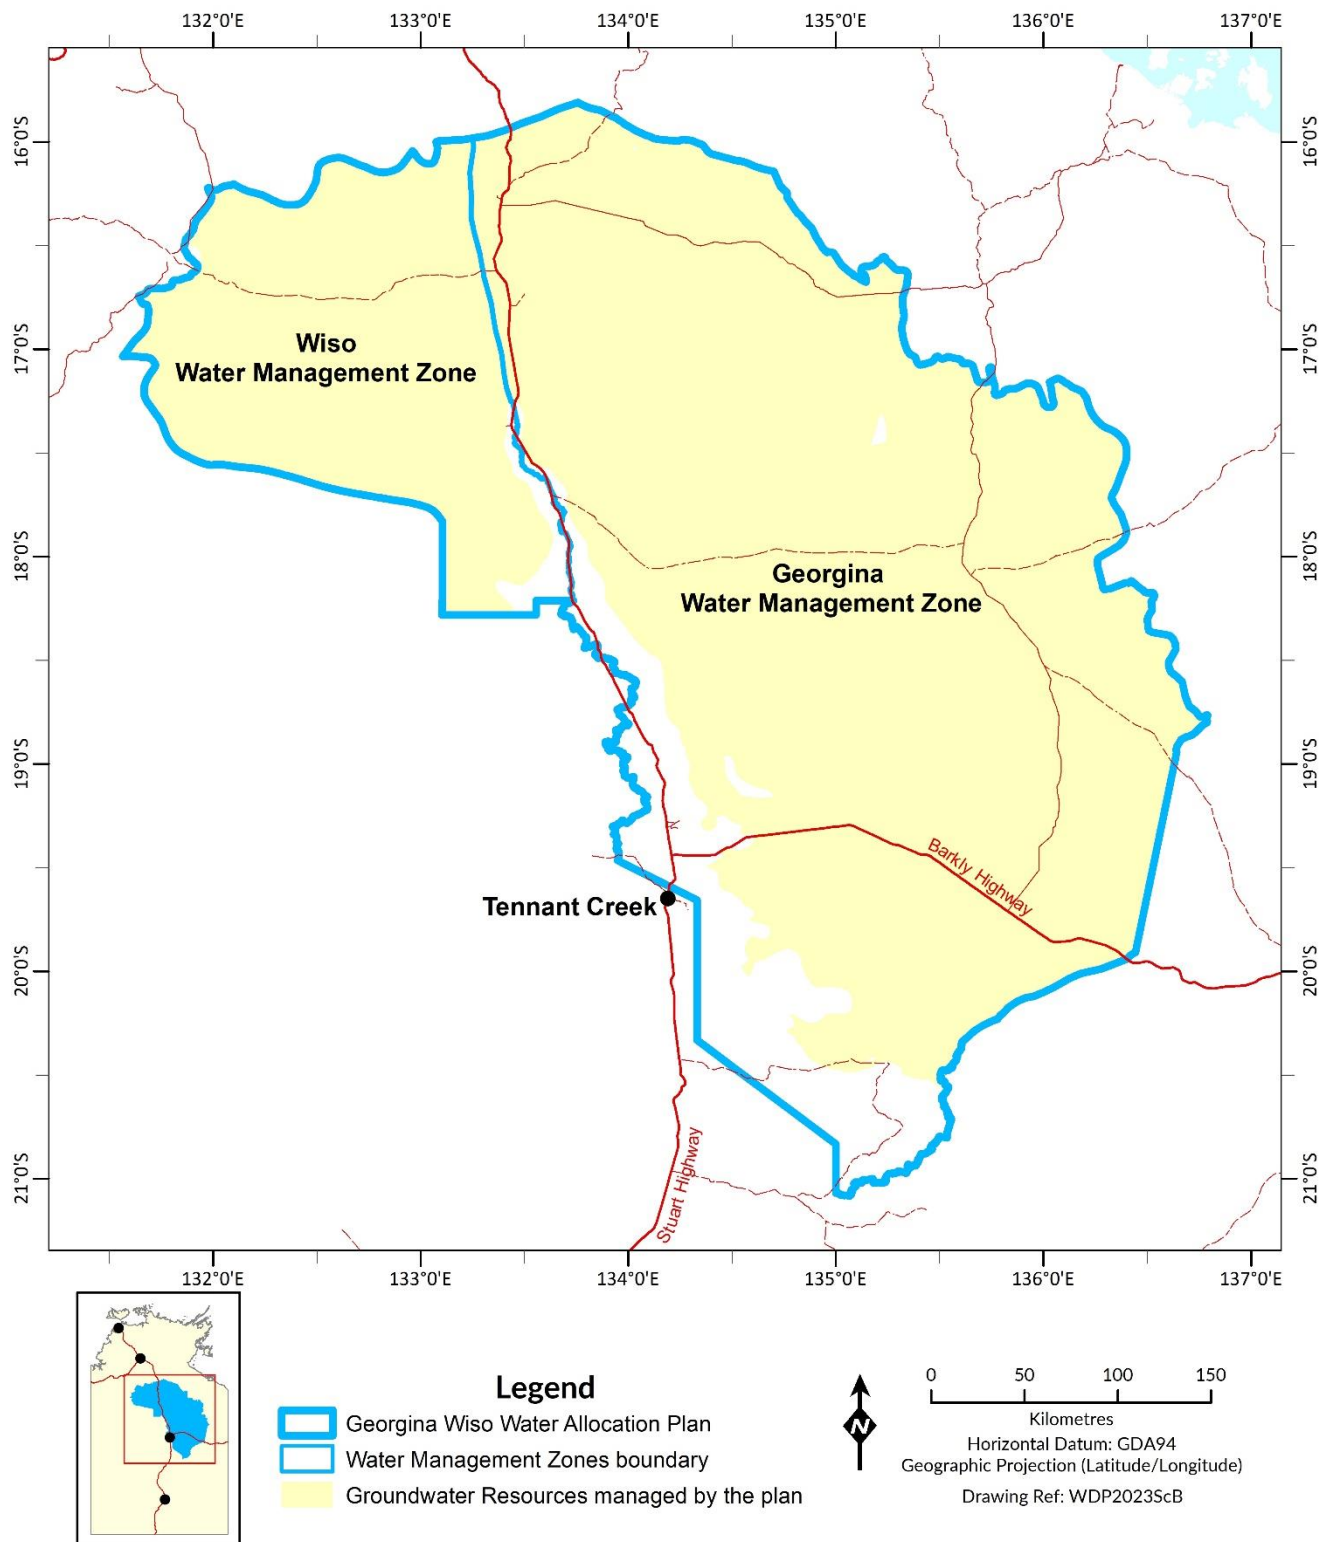 132°0'E 133°0'E 134°0'E 135°0'E 136°0'E 137°0'E
16°0'S
16°0'S
17°0'S
17°0'S
18°0'S
18°0'S
19°0'S
19°0'S
20°0'S
20°0'S
21°0'S
21°0'S
Wiso
Water Management Zone
Georgina
Water Management Zone
Barkly Highway
Tennant Creek
Stuart Highway
132°0'E 133°0'E 134°0'E 135°0'E 136°0'E 137°0'E
Legend
Georgina Wiso Water Allocation Plan
Water Management Zones boundary
Groundwater Resources managed by the plan
N
0 50 100 150
Kilometres
Horizontal Datum: GDA94
Geographic Projection (Latitude/Longitude)
Drawing Ref: WDP2023ScB